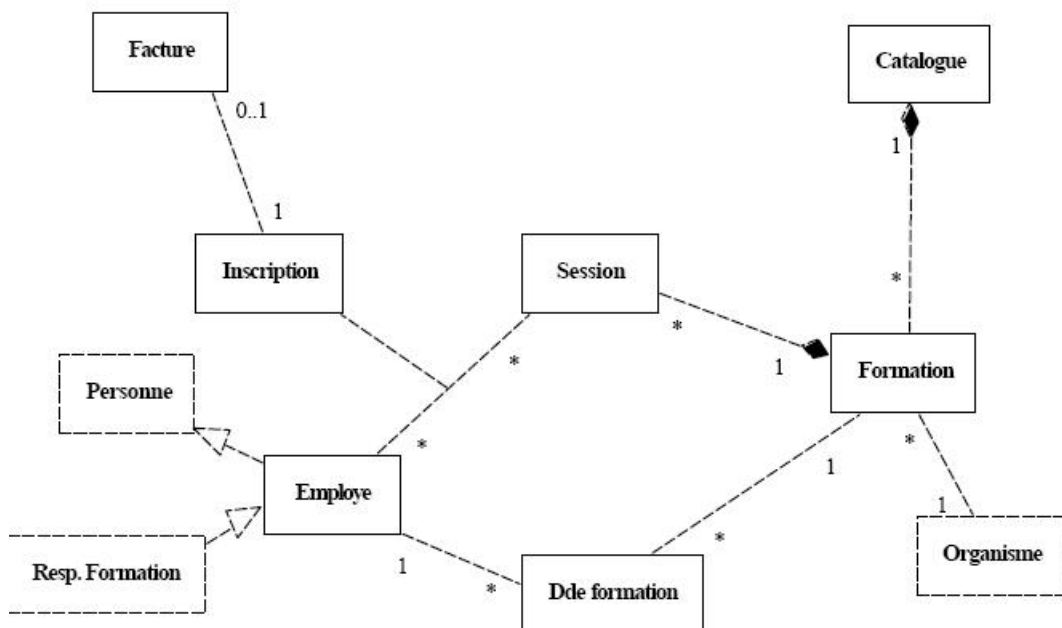 Facture
Catalogue
0..1
1
1
Inscription
Session
*
*
*
1
Formation
Personne
*
*
1
*
Employe
1
Organisme
Resp. Formation
1
*
*
Dde formation